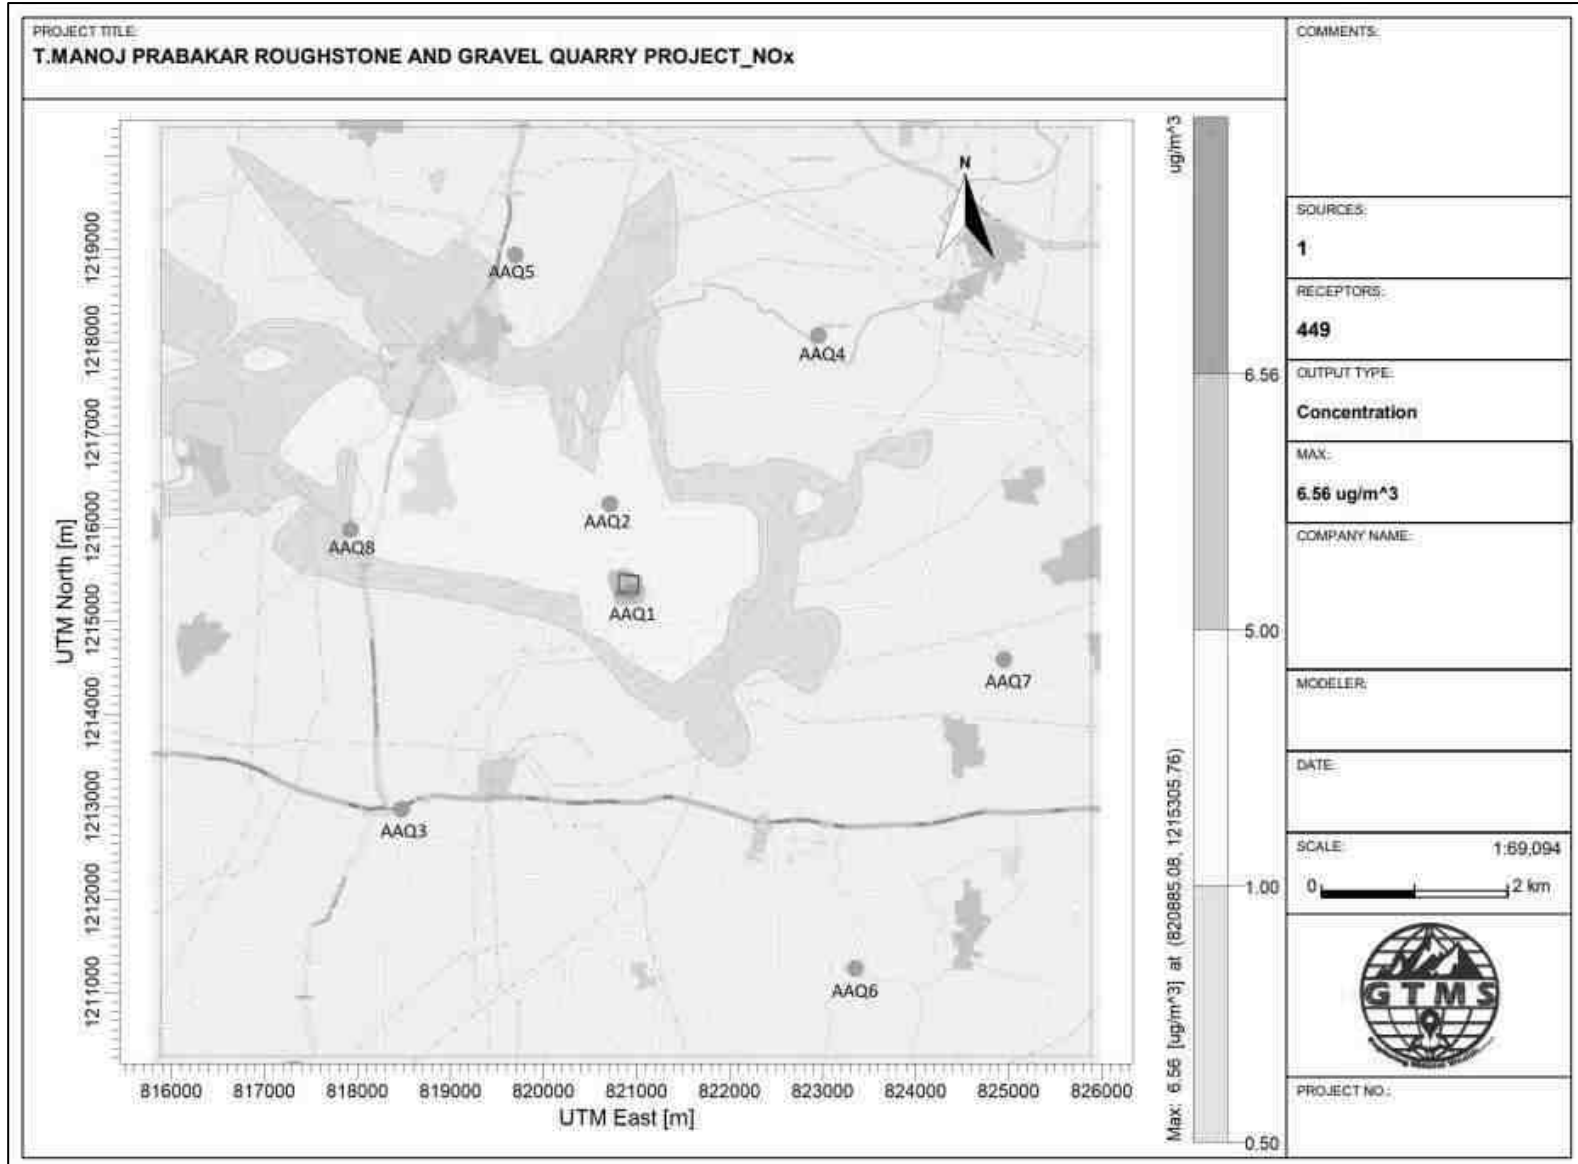 PROJECT TITLE:
T.MANOJ PRABAKAR ROUGHSTONE AND GRAVEL QUARRY PROJECT_NOx
COMMENTS:
SOURCES:
1
RECEPTORS:
449
OUTPUT TYPE:
Concentration
MAX:
6.56 ug/m^3
COMPANY NAME:
MODELER:
DATE:
SCALE:
1:69,094
0
2 km
GTMS
PROJECT NO.:
N
AAQ5
AAQ4
AAQ2
AAQ8
AAQ1
AAQ7
AAQ3
AAQ6
UTM North [m]
1219000
1218000
1217000
1216000
1215000
1214000
1213000
1212000
1211000
816000
817000
818000
819000
820000
821000
822000
823000
824000
825000
826000
UTM East [m]
ug/m^3
6.56
5.00
1.00
0.50
Max: 6.56 [ug/m^3] at (820885.08, 1215305.76)